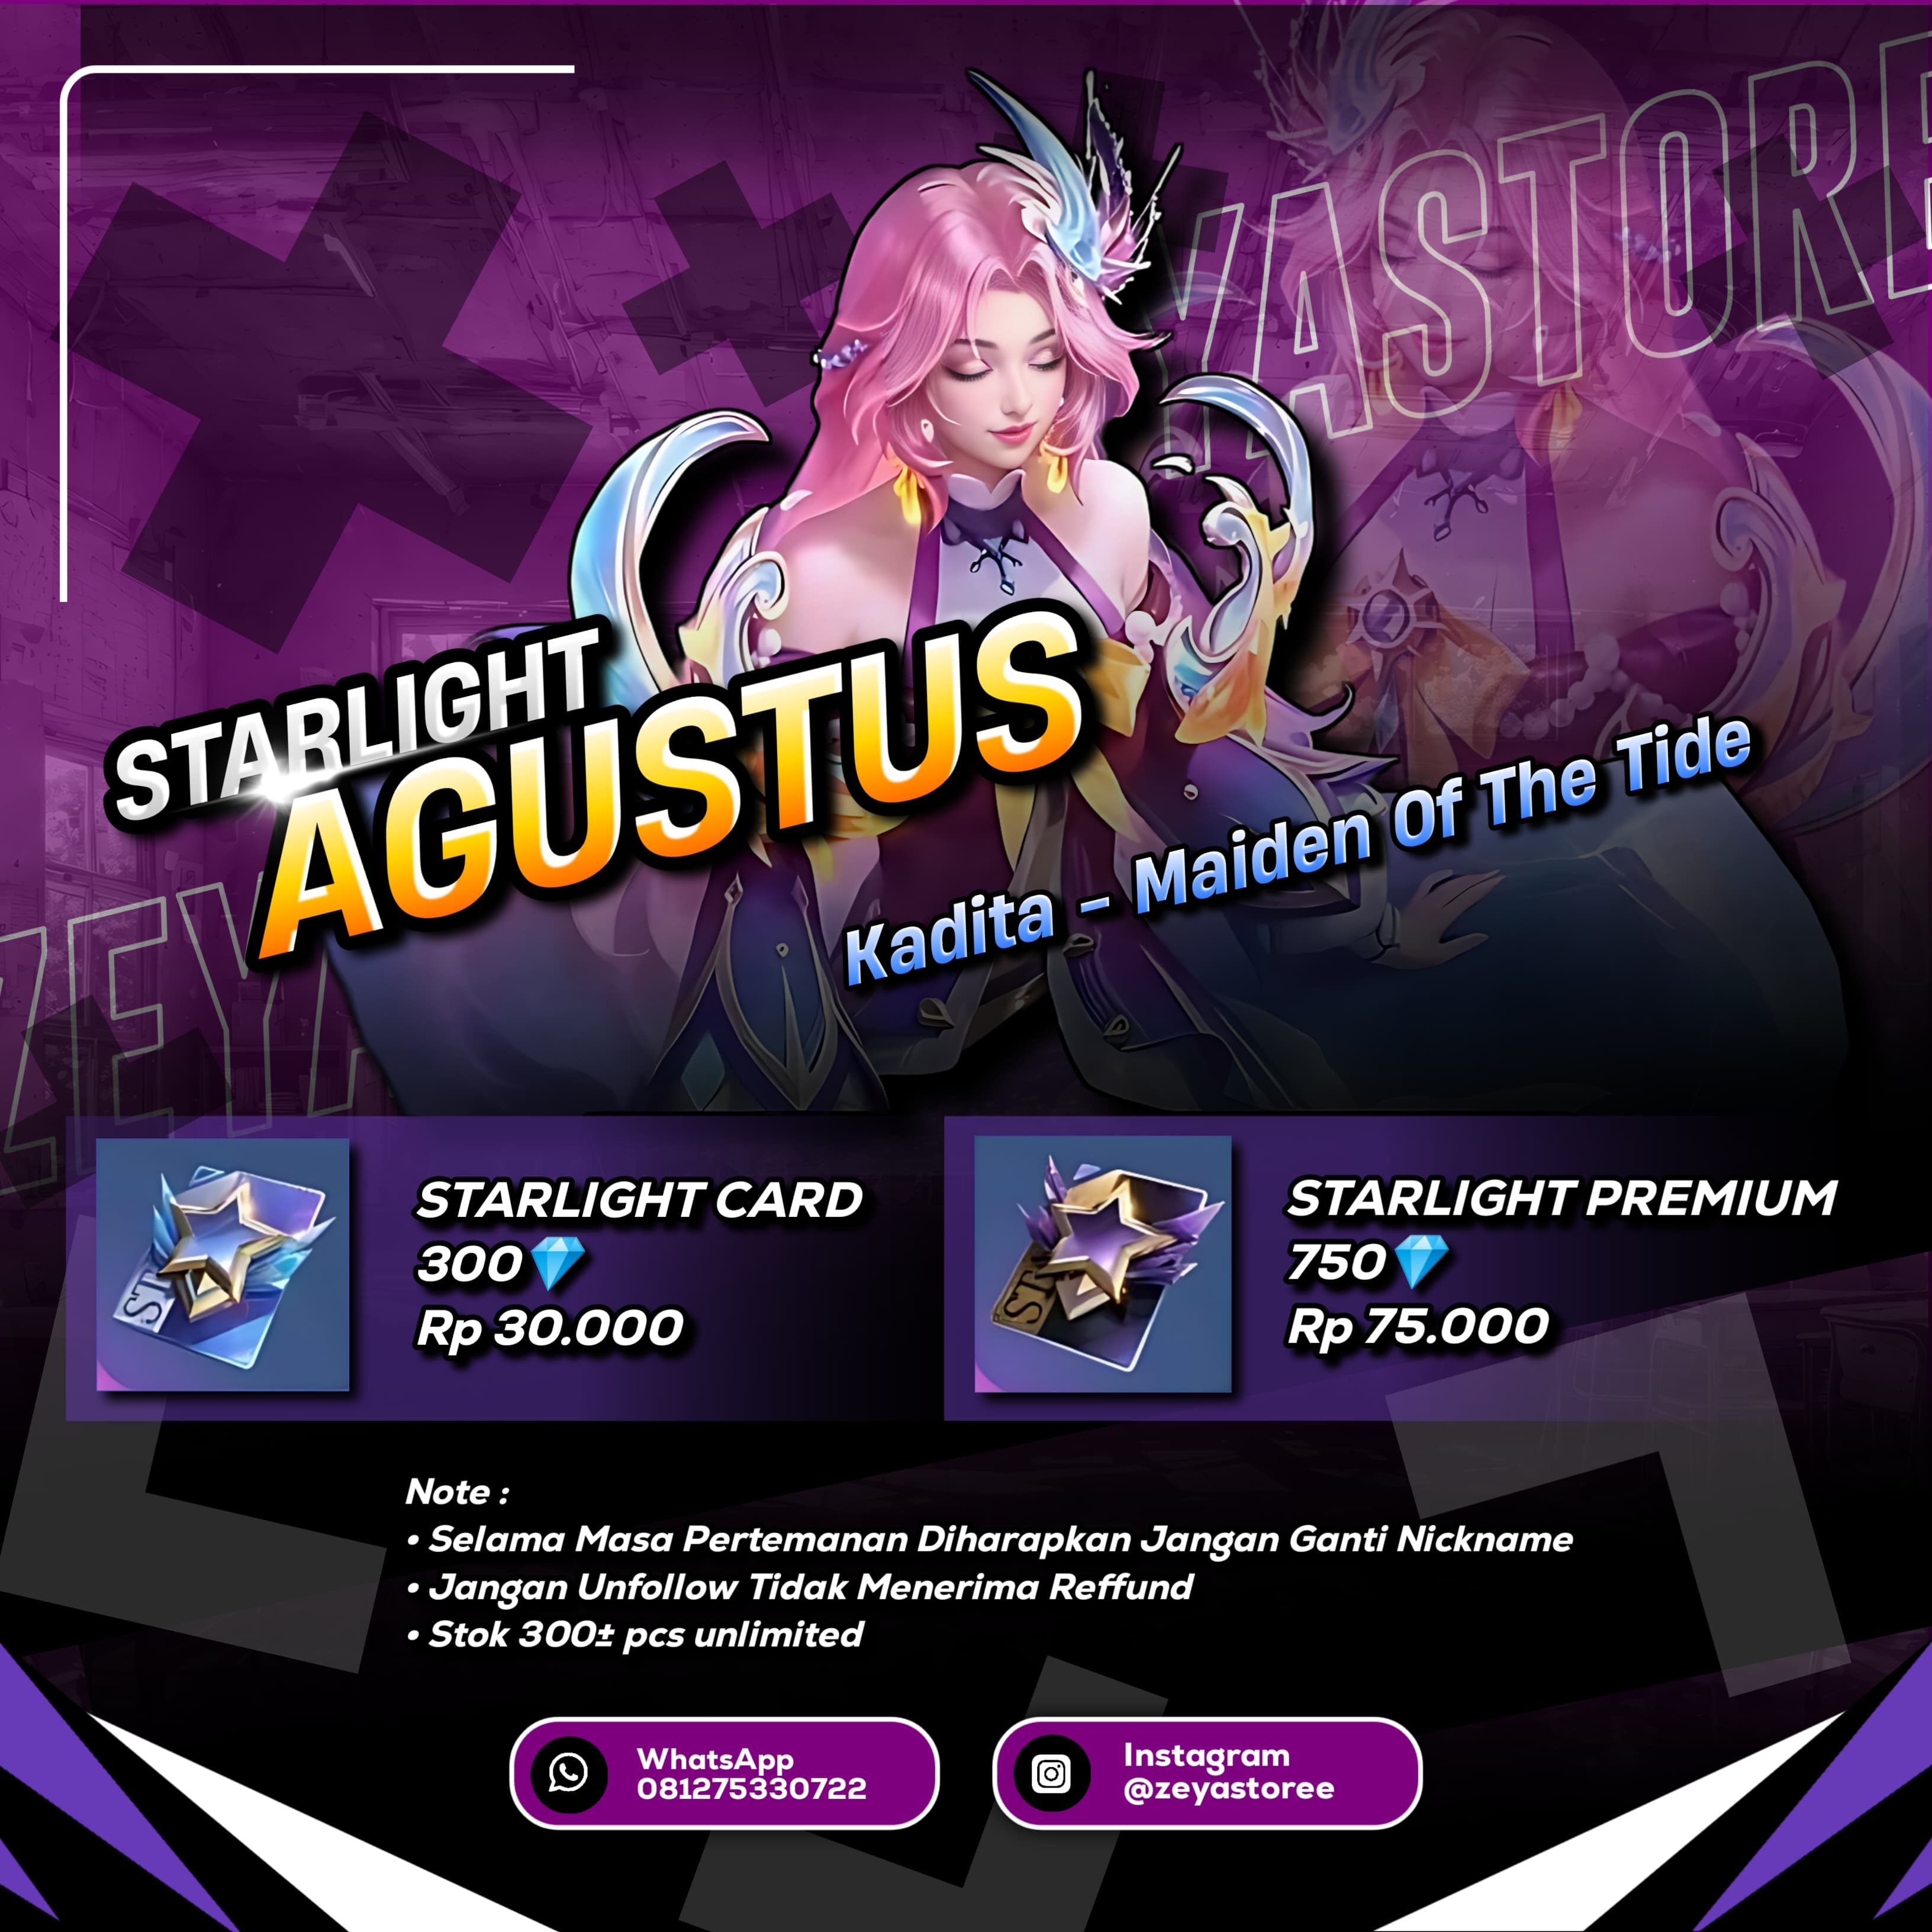 YASTORE
STARLIGHT
AGUSTUS
Kadita - Maiden Of The Tide
ZEYA
STARLIGHT CARD
300💎
Rp 30.000
STARLIGHT PREMIUM
750💎
Rp 75.000
Note :
• Selama Masa Pertemanan Diharapkan Jangan Ganti Nickname
• Jangan Unfollow Tidak Menerima Reffund
• Stok 300± pcs unlimited
WhatsApp
081275330722
Instagram
@zeyastoree